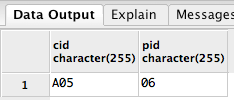 Data Output Explain Messages
cid pid
character(255) character(255)
1 A05 06